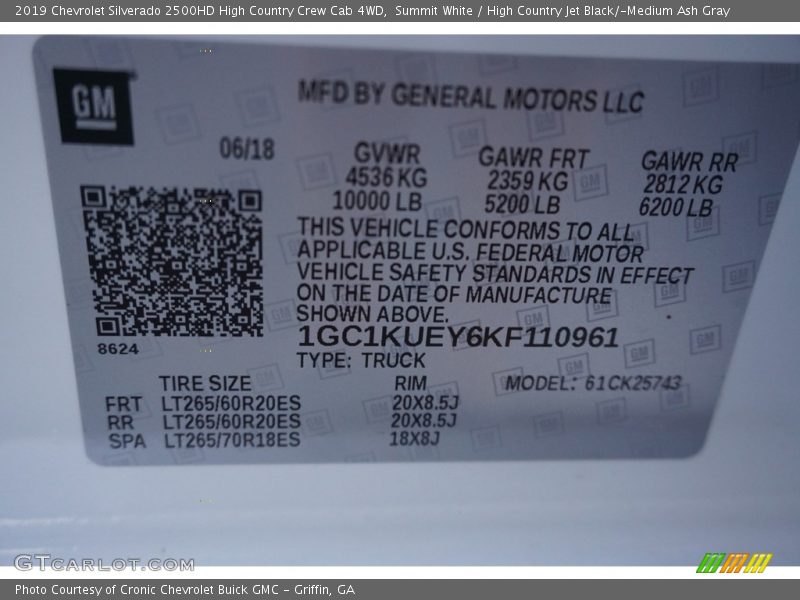 2019 Chevrolet Silverado 2500HD High Country Crew Cab 4WD,  Summit White / High Country Jet Black/-Medium Ash Gray
GM
MFD BY GENERAL MOTORS LLC
06/18
GVWR GAWR FRT GAWR RR
4536 KG 2359 KG 2812 KG
10000 LB 5200 LB 6200 LB
THIS VEHICLE CONFORMS TO ALL
APPLICABLE U.S. FEDERAL MOTOR
VEHICLE SAFETY STANDARDS IN EFFECT
ON THE DATE OF MANUFACTURE
SHOWN ABOVE.
1GC1KUEY6KF110961
8624
TYPE: TRUCK
TIRE SIZE RIM MODEL: 61CK25743
FRT LT265/60R20ES 20X8.5J
RR LT265/60R20ES 20X8.5J
SPA LT265/70R18ES 18X8J
GTCARLOT.COM
Photo Courtesy of Cronic Chevrolet Buick GMC - Griffin, GA